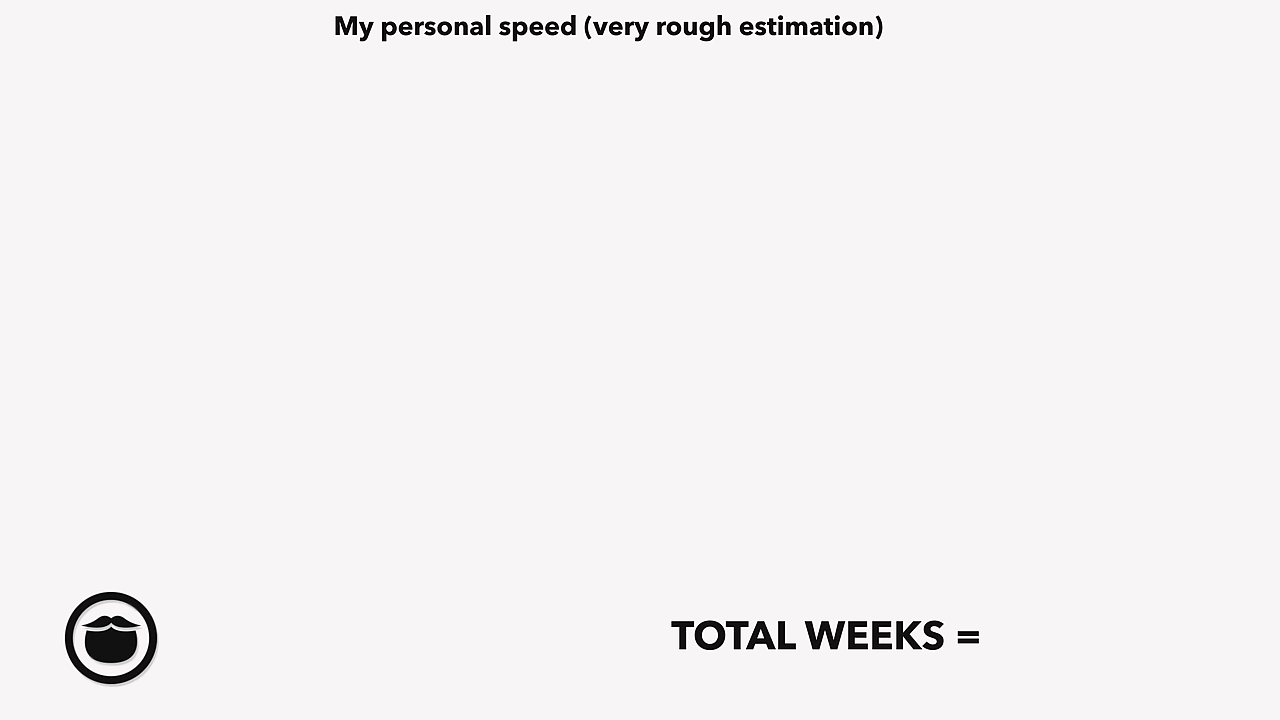 My personal speed (very rough estimation)
TOTAL WEEKS =